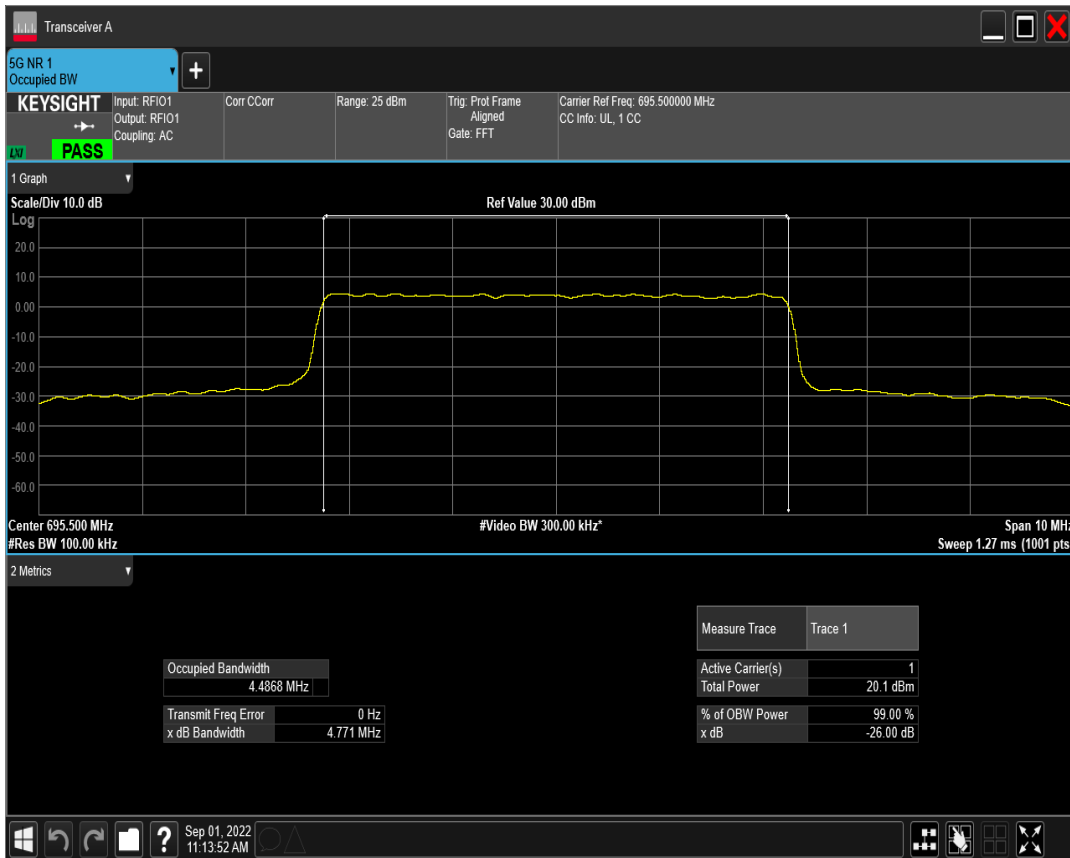 Transceiver A
5G NR 1
Occupied BW
KEYSIGHT
LXI
PASS
Input: RFIO1
Output: RFIO1
Coupling: AC
Corr CCorr
Range: 25 dBm
Trig: Prot Frame
Aligned
Gate: FFT
Carrier Ref Freq: 695.500000 MHz
CC Info: UL, 1 CC
1 Graph
Scale/Div 10.0 dB
Ref Value 30.00 dBm
Log
20.0
10.0
0.00
-10.0
-20.0
-30.0
-40.0
-50.0
-60.0
Center 695.500 MHz
#Video BW 300.00 kHz*
Span 10 MHz
#Res BW 100.00 kHz
Sweep 1.27 ms (1001 pts
2 Metrics
Measure Trace Trace 1
Occupied Bandwidth
4.4868 MHz
Active Carrier(s) 1
Total Power 20.1 dBm
Transmit Freq Error 0 Hz
x dB Bandwidth 4.771 MHz
% of OBW Power 99.00 %
x dB -26.00 dB
?
Sep 01, 2022
11:13:52 AM